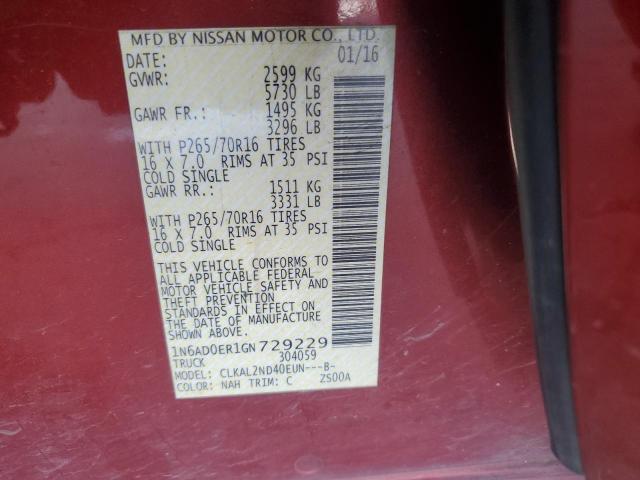 MFD BY NISSAN MOTOR CO., LTD.
DATE: 01/16
GVWR: 2599 KG
5730 LB
GAWR FR.: 1495 KG
3296 LB
WITH P265/70R16 TIRES
16 X 7.0 RIMS AT 35 PSI
COLD SINGLE
GAWR RR.: 1511 KG
3331 LB
WITH P265/70R16 TIRES
16 X 7.0 RIMS AT 35 PSI
COLD SINGLE
THIS VEHICLE CONFORMS TO
ALL APPLICABLE FEDERAL
MOTOR VEHICLE SAFETY AND
THEFT PREVENTION
STANDARDS IN EFFECT ON
THE DATE OF MANUFACTURE
SHOWN ABOVE.
1N6AD0ER1GN729229
TRUCK 304059
MODEL: CLKAL2ND40EUN---B-
COLOR: NAH TRIM: C ZS00A